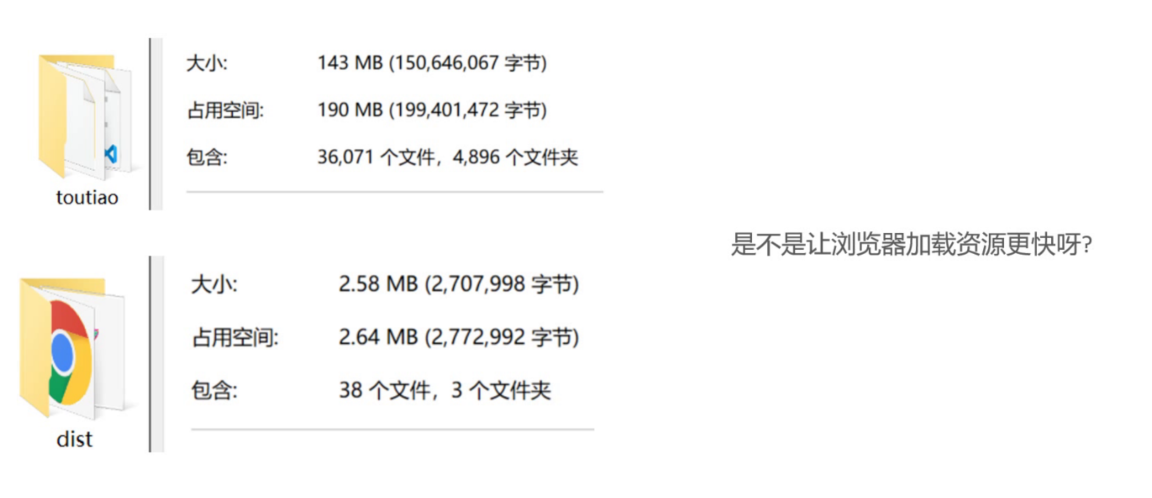 大小: 143 MB (150,646,067 字节)
占用空间: 190 MB (199,401,472 字节)
包含: 36,071 个文件，4,896 个文件夹
toutiao
是不是让浏览器加载资源更快呀?
大小: 2.58 MB (2,707,998 字节)
占用空间: 2.64 MB (2,772,992 字节)
包含: 38 个文件，3 个文件夹
dist